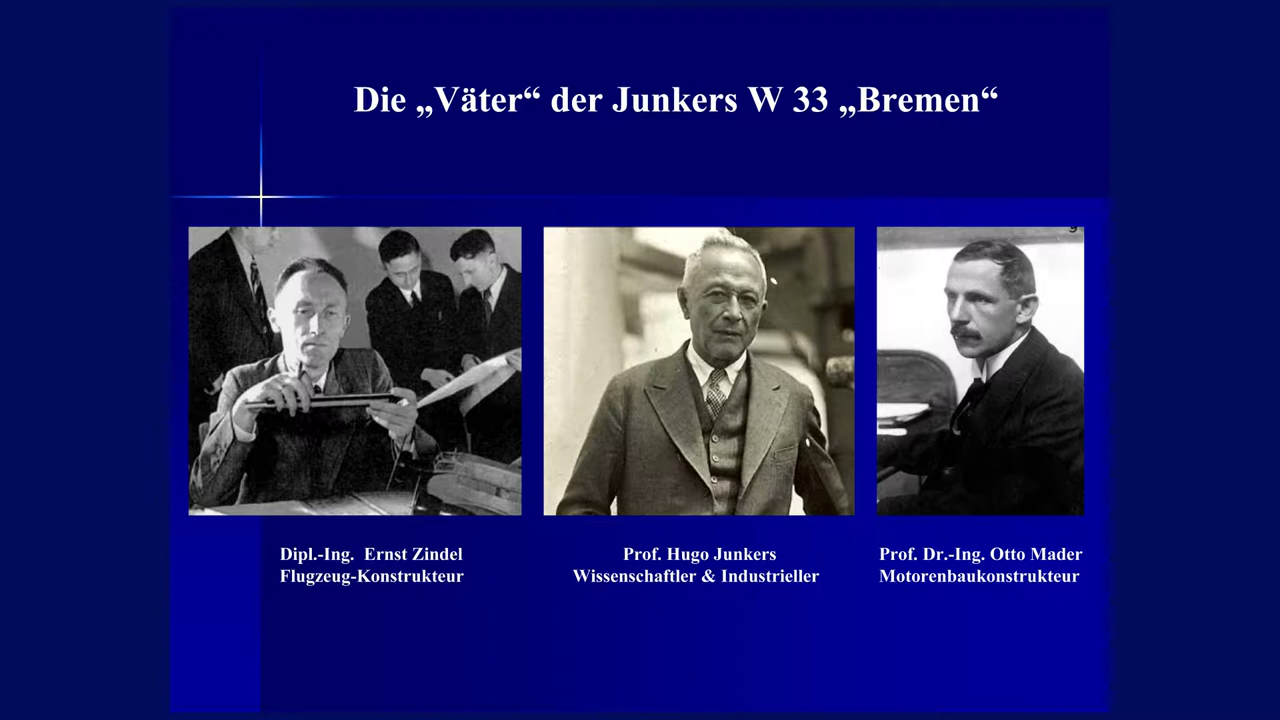 Die „Väter“ der Junkers W 33 „Bremen“
Dipl.-Ing. Ernst Zindel
Flugzeug-Konstrukteur
Prof. Hugo Junkers
Wissenschaftler & Industrieller
Prof. Dr.-Ing. Otto Mader
Motorenbaukonstrukteur